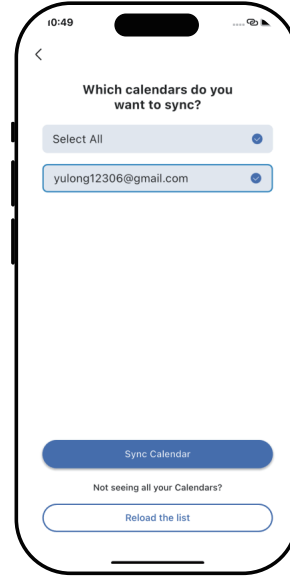 10:49
Which calendars do you
want to sync?
Select All
yulong12306@gmail.com
Sync Calendar
Not seeing all your Calendars?
Reload the list